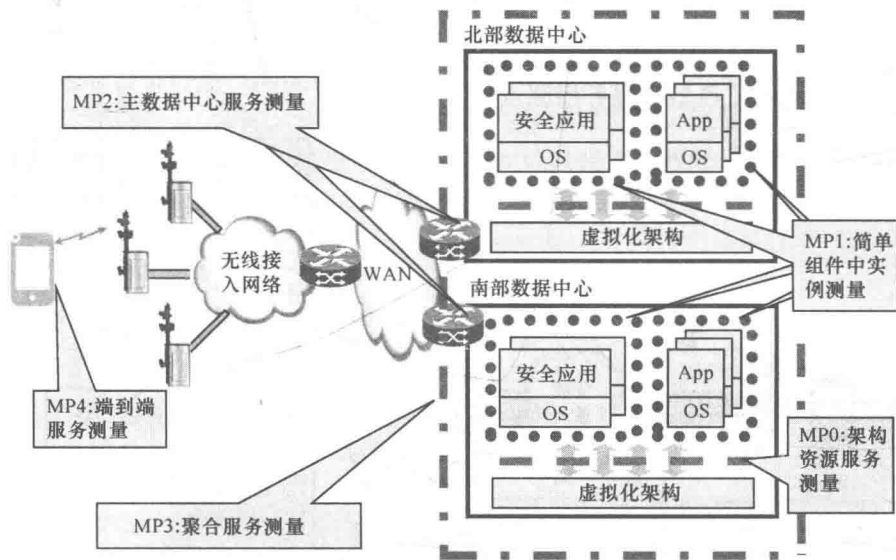 北部数据中心
MP2:主数据中心服务测量
安全应用
OS
App
OS
虚拟化架构
MP1:简单
组件中实
例测量
无线接
入网络
WAN
南部数据中心
安全应用
OS
App
OS
虚拟化架构
MP4:端到端
服务测量
MP0:架构
资源服务
测量
MP3:聚合服务测量